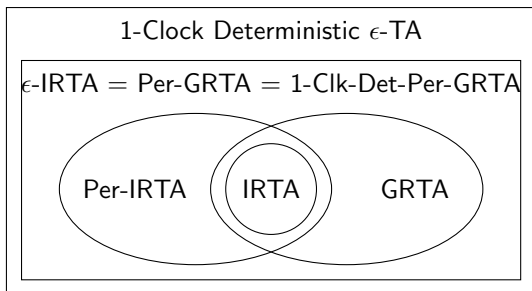 1-Clock Deterministic ϵ-TA
ϵ-IRTA = Per-GRTA = 1-Clk-Det-Per-GRTA
Per-IRTA IRTA GRTA